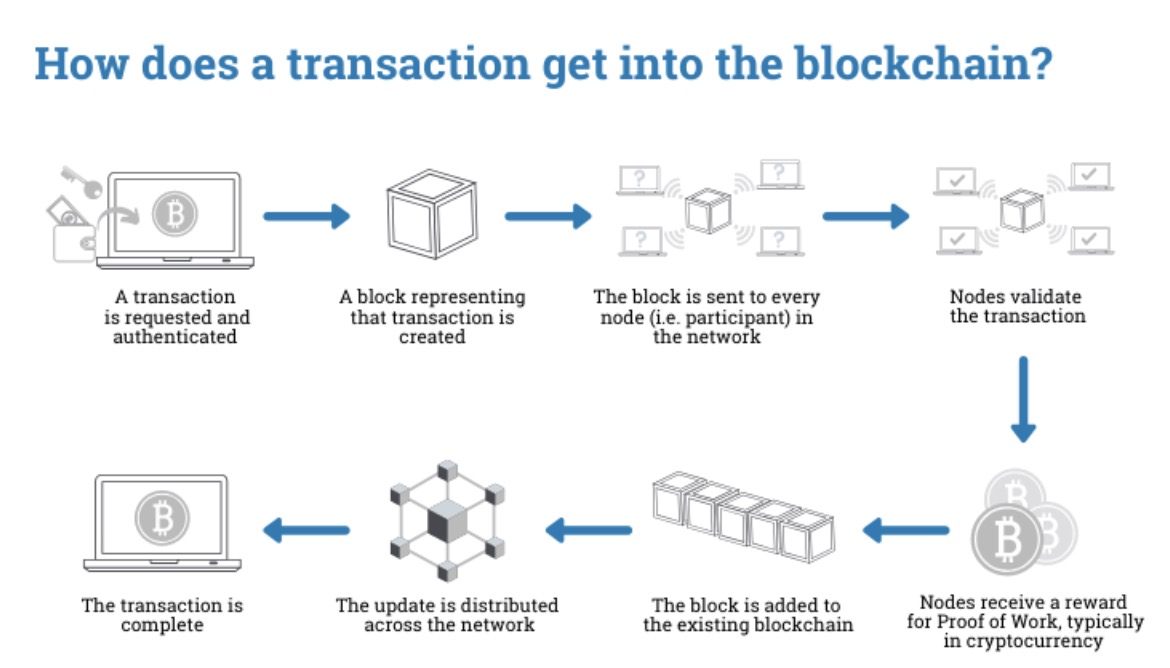 How does a transaction get into the blockchain?
A transaction
is requested and
authenticated
A block representing
that transaction is
created
The block is sent to every
node (i.e. participant) in
the network
Nodes validate
the transaction
Nodes receive a reward
for Proof of Work, typically
in cryptocurrency
The block is added to
the existing blockchain
The update is distributed
across the network
The transaction is
complete